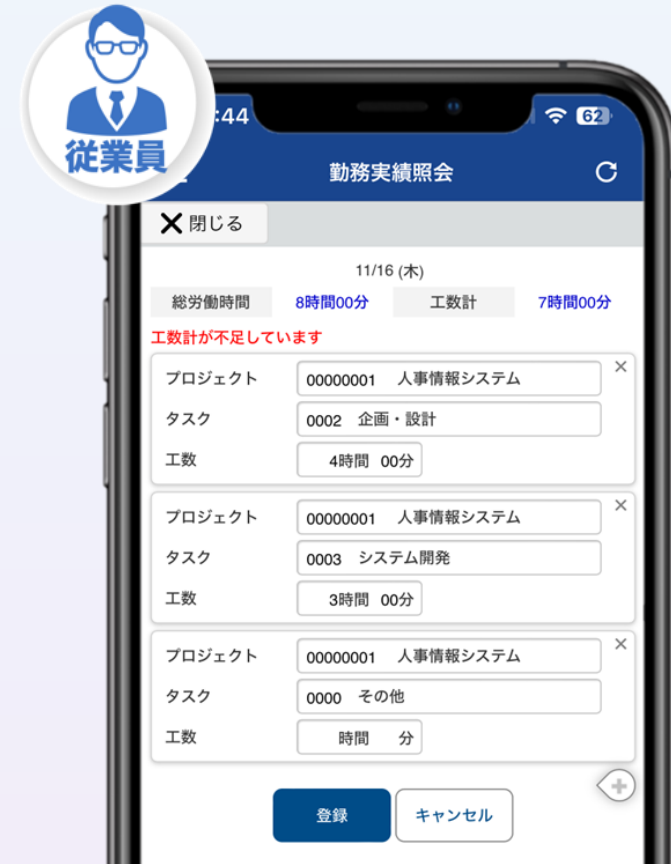 従業員
:44
62
勤務実績照会
閉じる
11/16 (木)
総労働時間 8時間00分 工数計 7時間00分
工数計が不足しています
プロジェクト 00000001 人事情報システム
タスク 0002 企画・設計
工数 4時間 00分
プロジェクト 00000001 人事情報システム
タスク 0003 システム開発
工数 3時間 00分
プロジェクト 00000001 人事情報システム
タスク 0000 その他
工数 時間 分
登録 キャンセル